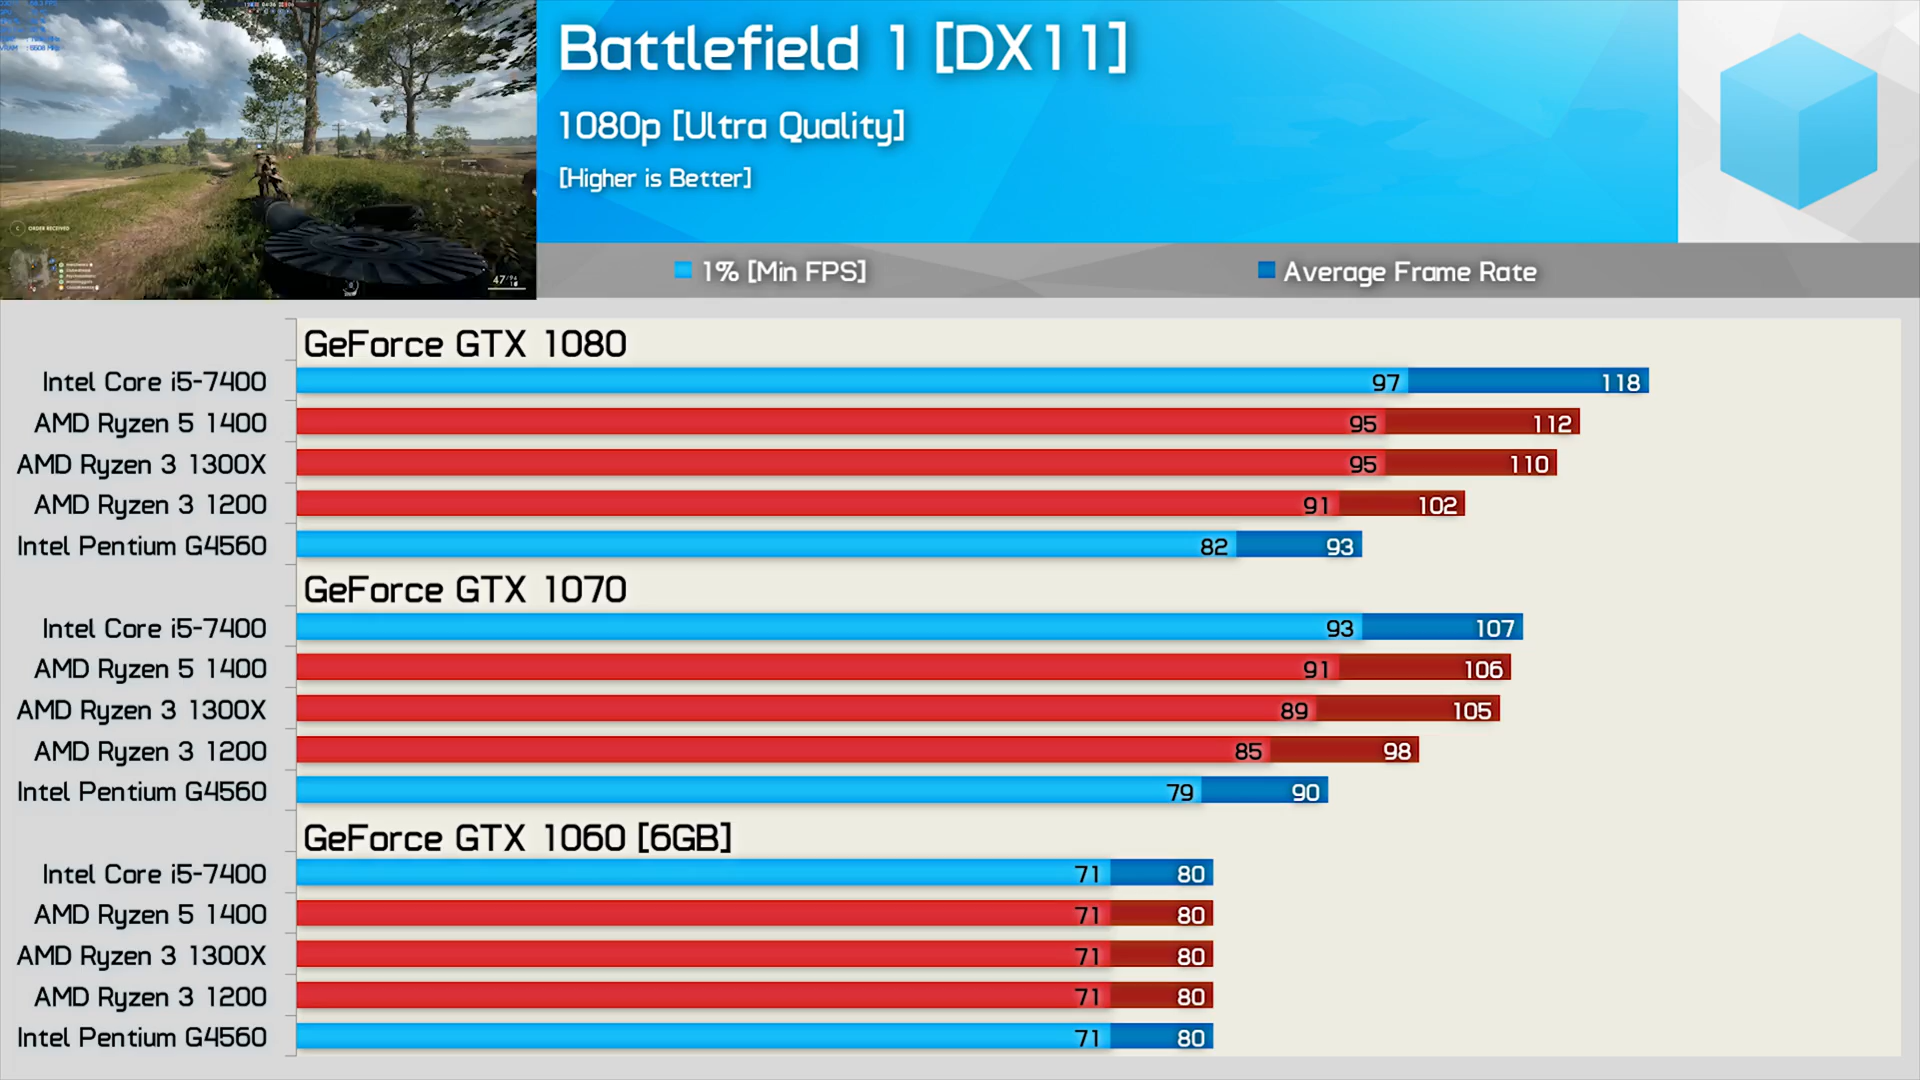 Battlefield 1 [DX11]
1080p [Ultra Quality]
[Higher is Better]
ORDER RECEIVED
47/94
1% [Min FPS]
Average Frame Rate
GeForce GTX 1080
Intel Core i5-7400 97 118
AMD Ryzen 5 1400 95 112
AMD Ryzen 3 1300X 95 110
AMD Ryzen 3 1200 91 102
Intel Pentium G4560 82 93
GeForce GTX 1070
Intel Core i5-7400 93 107
AMD Ryzen 5 1400 91 106
AMD Ryzen 3 1300X 89 105
AMD Ryzen 3 1200 85 98
Intel Pentium G4560 79 90
GeForce GTX 1060 [6GB]
Intel Core i5-7400 71 80
AMD Ryzen 5 1400 71 80
AMD Ryzen 3 1300X 71 80
AMD Ryzen 3 1200 71 80
Intel Pentium G4560 71 80